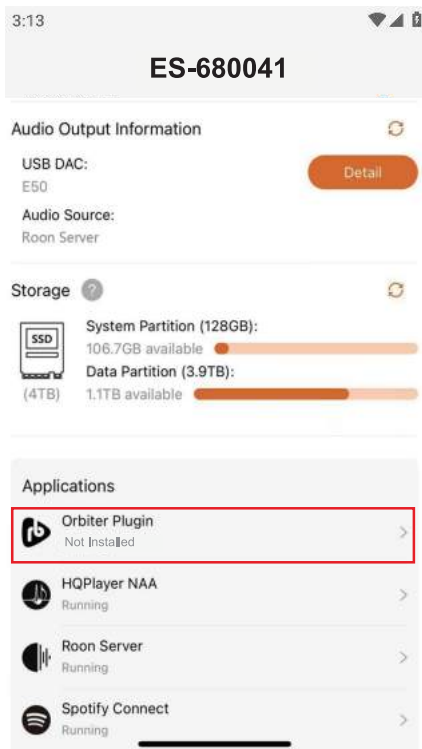 3:13
ES-680041
Audio Output Information
USB DAC:
Detail
E50
Audio Source:
Roon Server
Storage ?
System Partition (128GB):
SSD
106.7GB available
Data Partition (3.9TB):
(4TB) 1.1TB available
Applications
Orbiter Plugin
Not Installed
HQPlayer NAA
Running
Roon Server
Running
Spotify Connect
Running